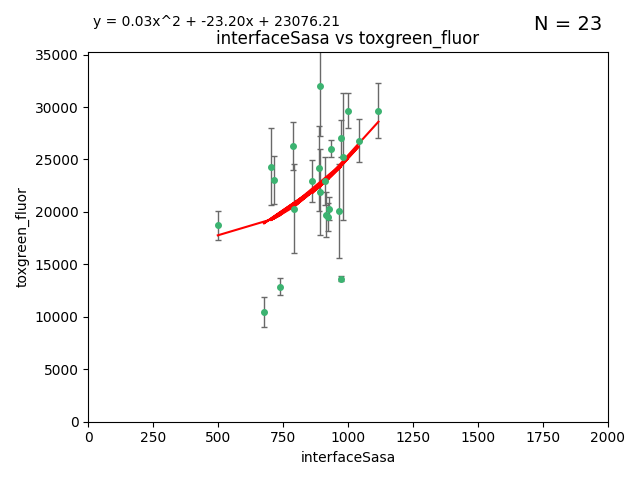 y = 0.03x^2 + -23.20x + 23076.21
N = 23
interfaceSasa vs toxgreen_fluor
35000
30000
25000
20000
15000
10000
5000
0
toxgreen_fluor
0 250 500 750 1000 1250 1500 1750 2000
interfaceSasa